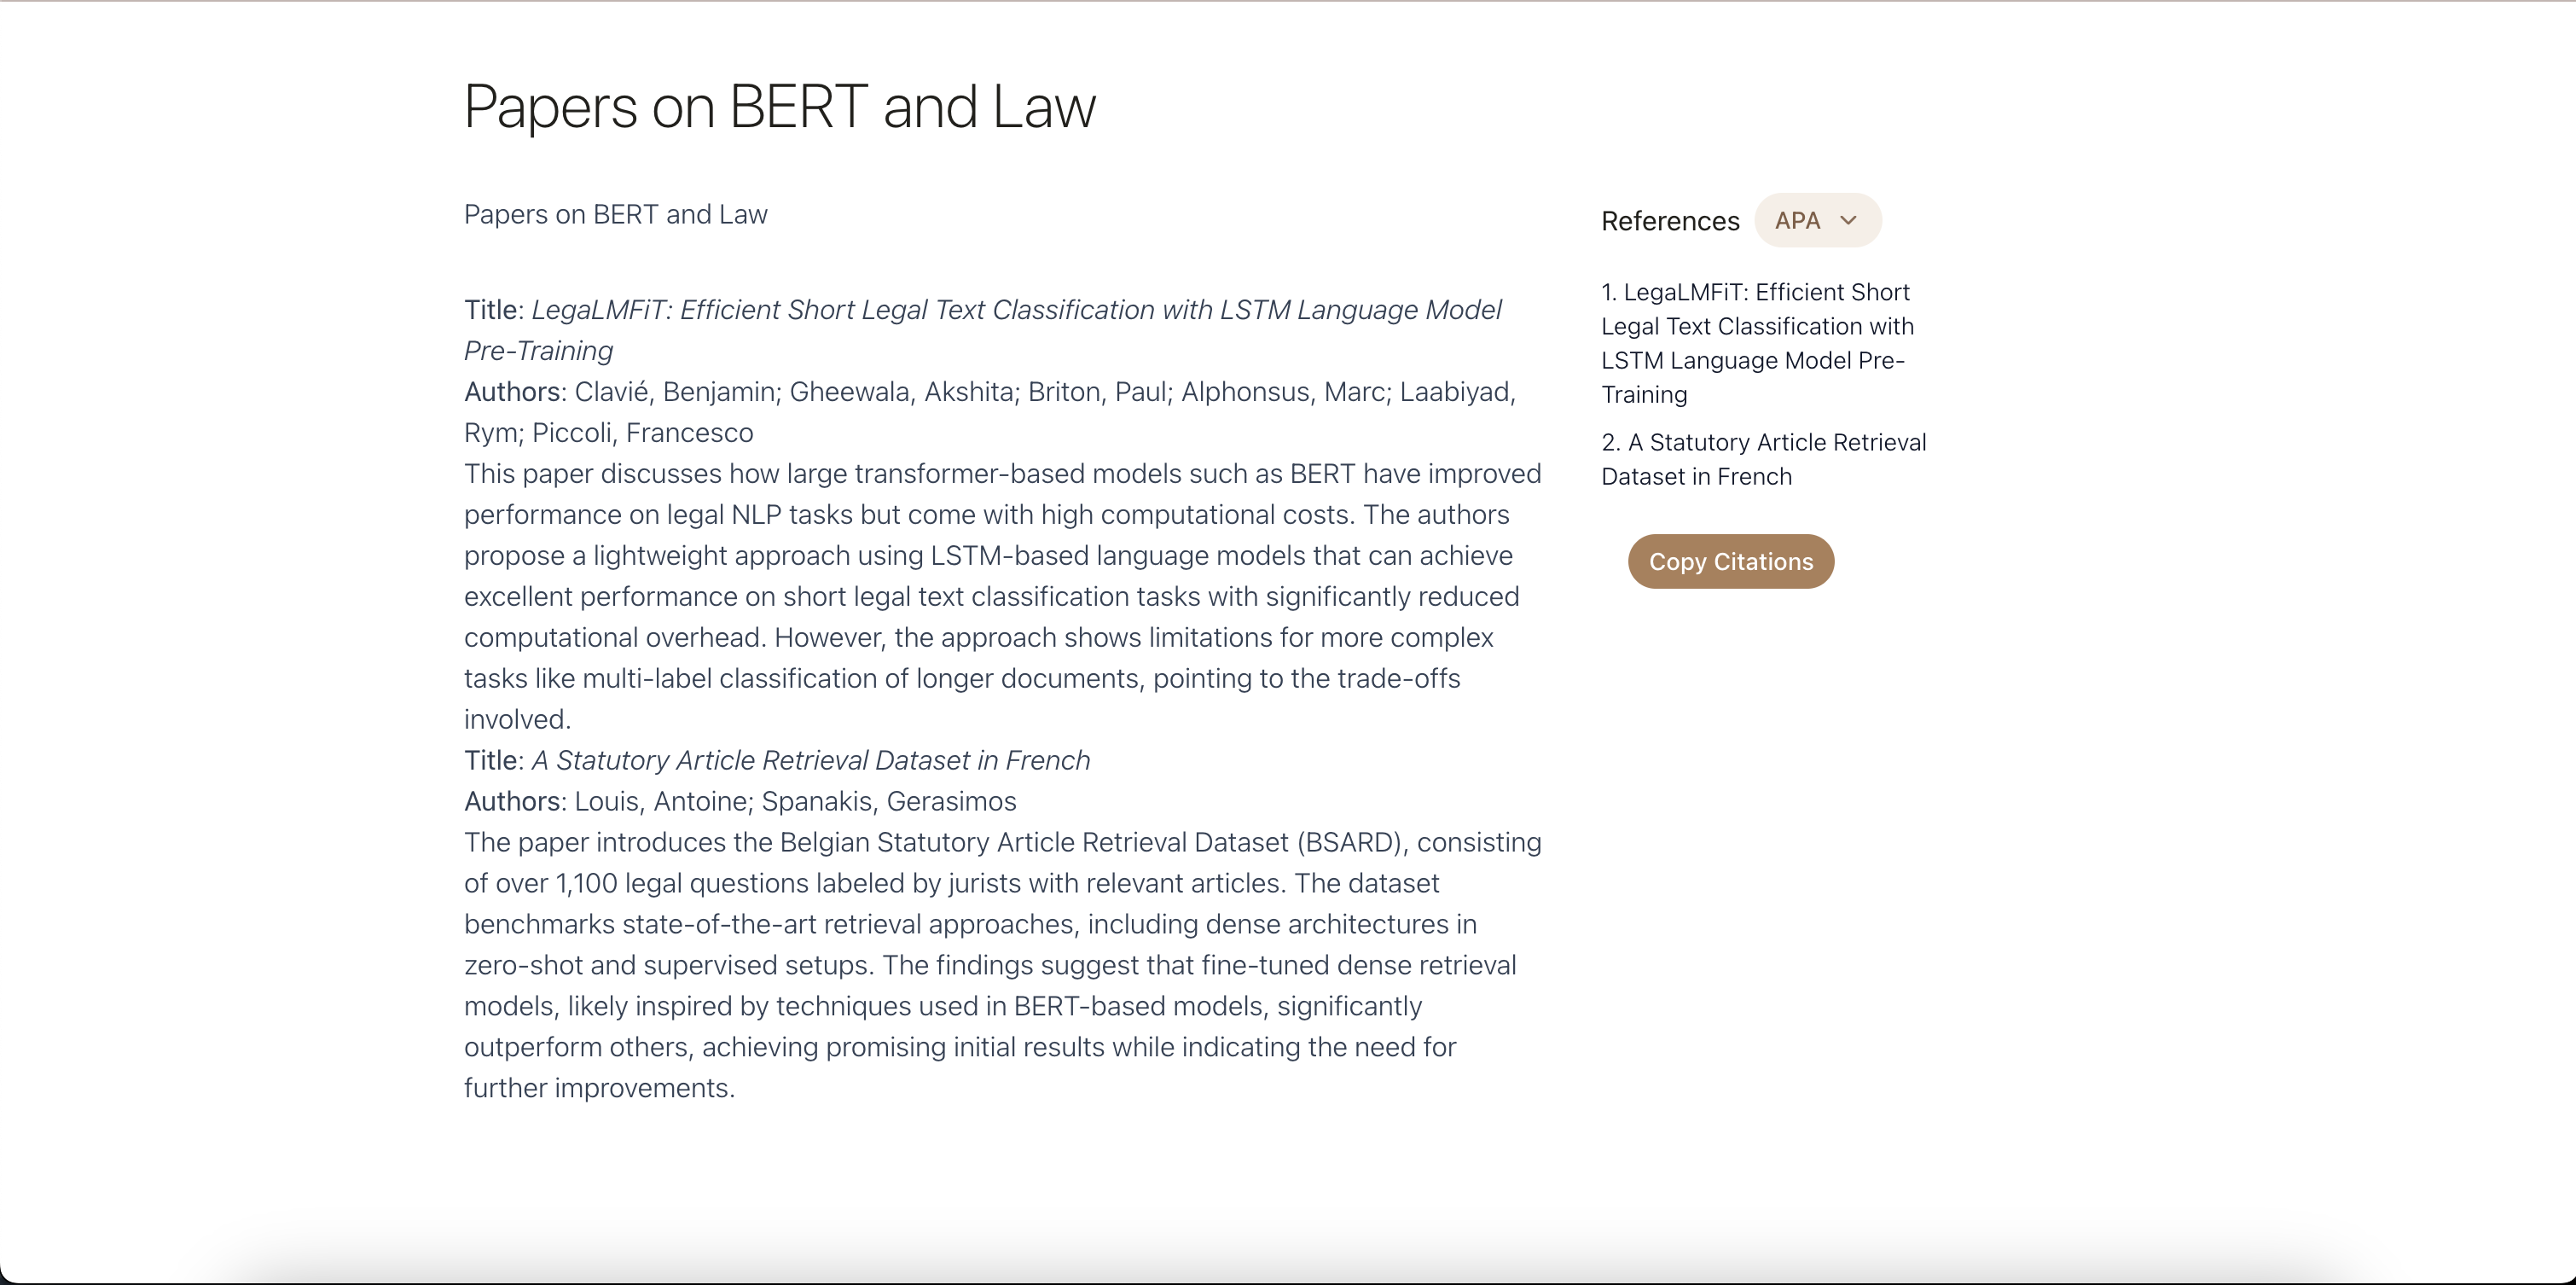 Papers on BERT and Law
Papers on BERT and Law
Title: LegaLMFiT: Efficient Short Legal Text Classification with LSTM Language Model
Pre-Training
Authors: Clavié, Benjamin; Gheewala, Akshita; Briton, Paul; Alphonsus, Marc; Laabiyad,
Rym; Piccoli, Francesco
This paper discusses how large transformer-based models such as BERT have improved
performance on legal NLP tasks but come with high computational costs. The authors
propose a lightweight approach using LSTM-based language models that can achieve
excellent performance on short legal text classification tasks with significantly reduced
computational overhead. However, the approach shows limitations for more complex
tasks like multi-label classification of longer documents, pointing to the trade-offs
involved.
Title: A Statutory Article Retrieval Dataset in French
Authors: Louis, Antoine; Spanakis, Gerasimos
The paper introduces the Belgian Statutory Article Retrieval Dataset (BSARD), consisting
of over 1,100 legal questions labeled by jurists with relevant articles. The dataset
benchmarks state-of-the-art retrieval approaches, including dense architectures in
zero-shot and supervised setups. The findings suggest that fine-tuned dense retrieval
models, likely inspired by techniques used in BERT-based models, significantly
outperform others, achieving promising initial results while indicating the need for
further improvements.
References APA
1. LegaLMFiT: Efficient Short
Legal Text Classification with
LSTM Language Model Pre-
Training
2. A Statutory Article Retrieval
Dataset in French
Copy Citations